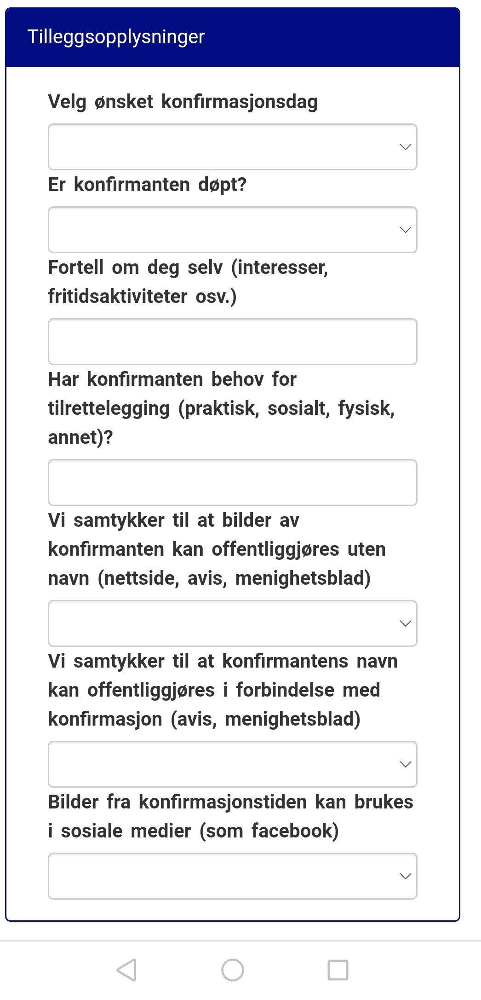 Tilleggsopplysninger
Velg ønsket konfirmasjonsdag
Er konfirmanten døpt?
Fortell om deg selv (interesser,
fritidsaktiviteter osv.)
Har konfirmanten behov for
tilrettelegging (praktisk, sosialt, fysisk,
annet)?
Vi samtykker til at bilder av
konfirmanten kan offentliggjøres uten
navn (nettside, avis, menighetsblad)
Vi samtykker til at konfirmantens navn
kan offentliggjøres i forbindelse med
konfirmasjon (avis, menighetsblad)
Bilder fra konfirmasjonstiden kan brukes
i sosiale medier (som facebook)